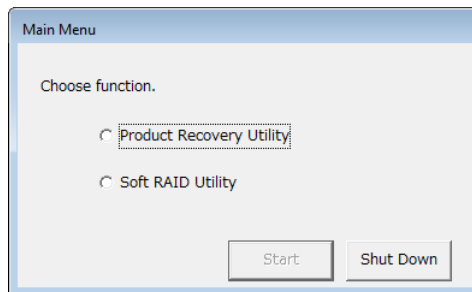 Main Menu
Choose function.
Product Recovery Utility
Soft RAID Utility
Start Shut Down